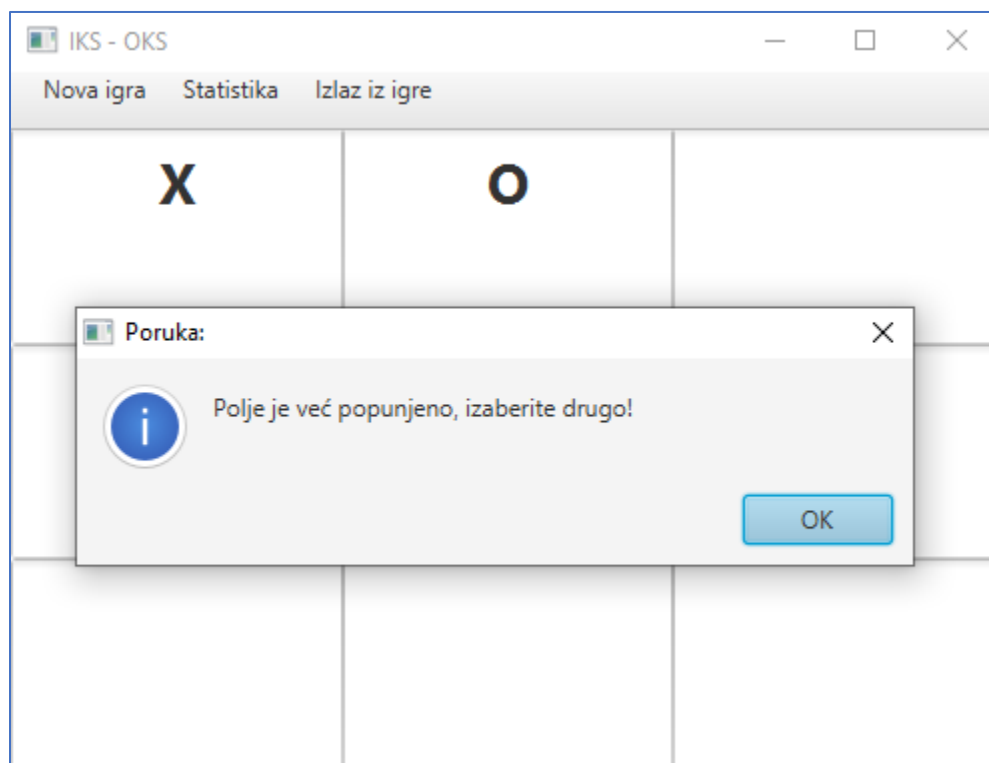 IKS - OKS
Nova igra Statistika Izlaz iz igre
X O
Poruka:
Polje je već popunjeno, izaberite drugo!
OK